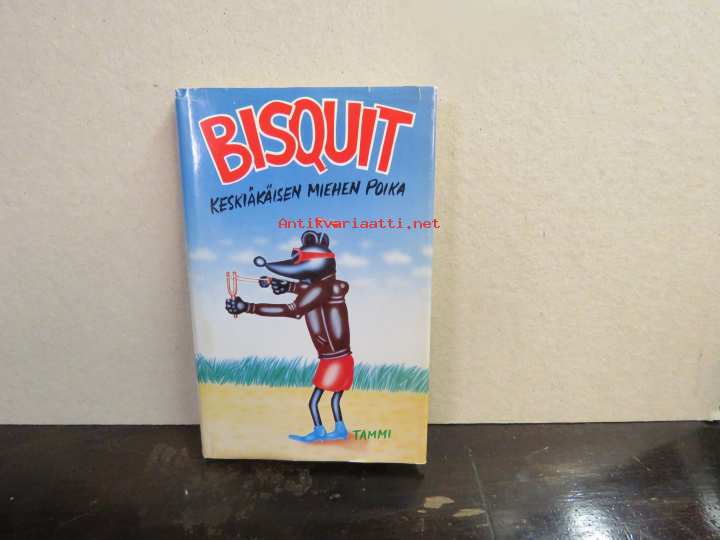 BISQUIT
KESKIÄKÄISEN MIEHEN POIKA
Antikvariaatti.net
TAMMI